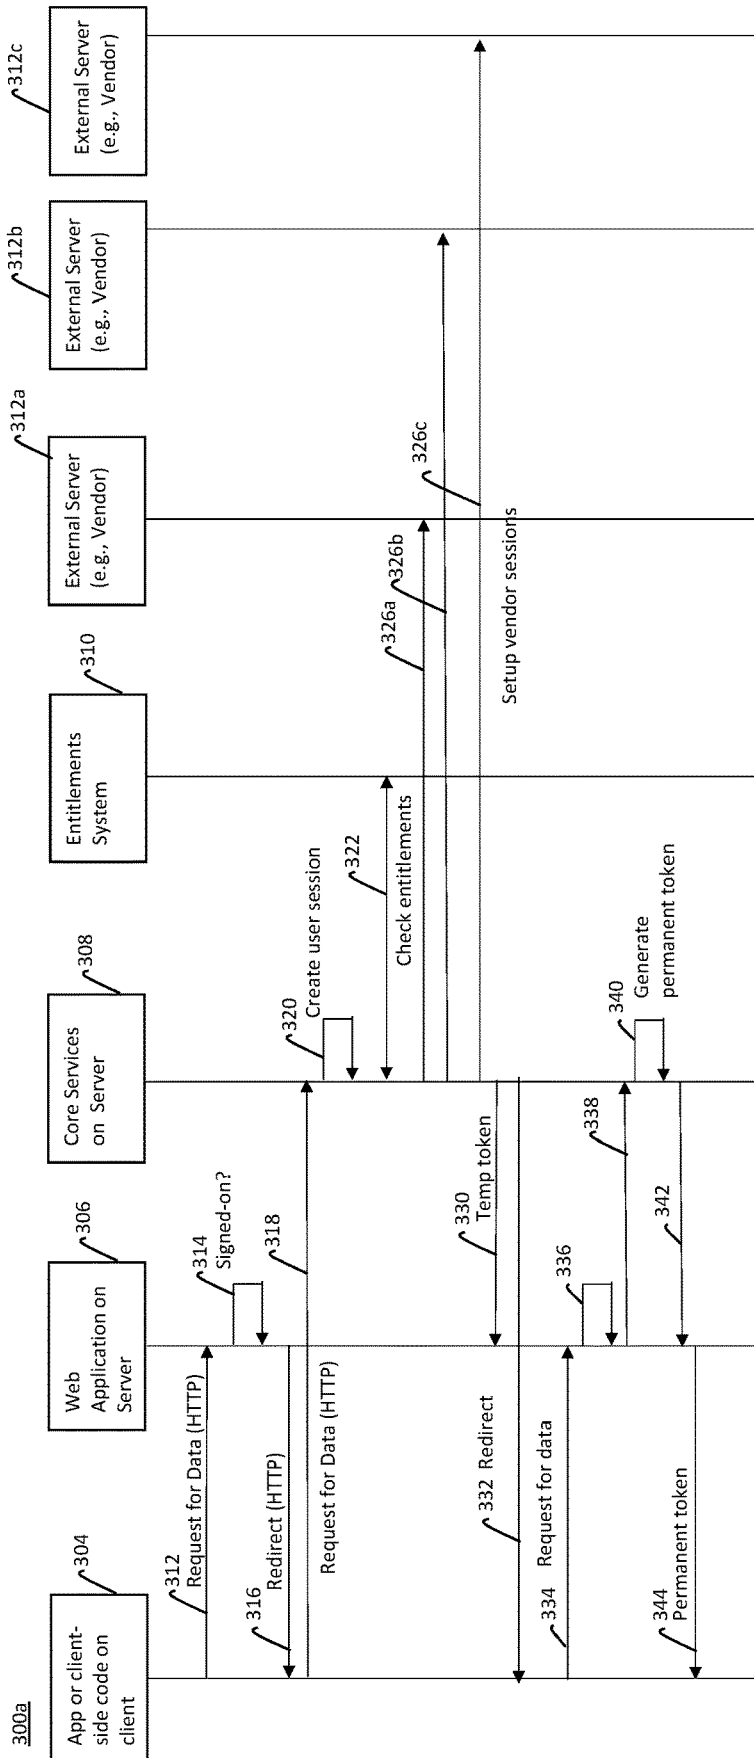 300a
304
App or client-
side code on
client
306
Web
Application on
Server
308
Core Services
on Server
310
Entitlements
System
312a
External Server
(e.g., Vendor)
312b
External Server
(e.g., Vendor)
312c
External Server
(e.g., Vendor)
312
Request for Data (HTTP)
314
Signed-on?
316
Redirect (HTTP)
318
Request for Data (HTTP)
320
Create user session
322
Check entitlements
326a
326b
326c
Setup vendor sessions
330
Temp token
332 Redirect
334
Request for data
336
338
340
Generate
permanent token
342
344
Permanent token